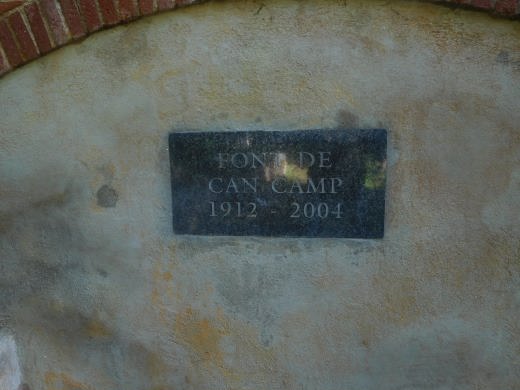 FONT DE
CAN CAMP
1912 - 2004